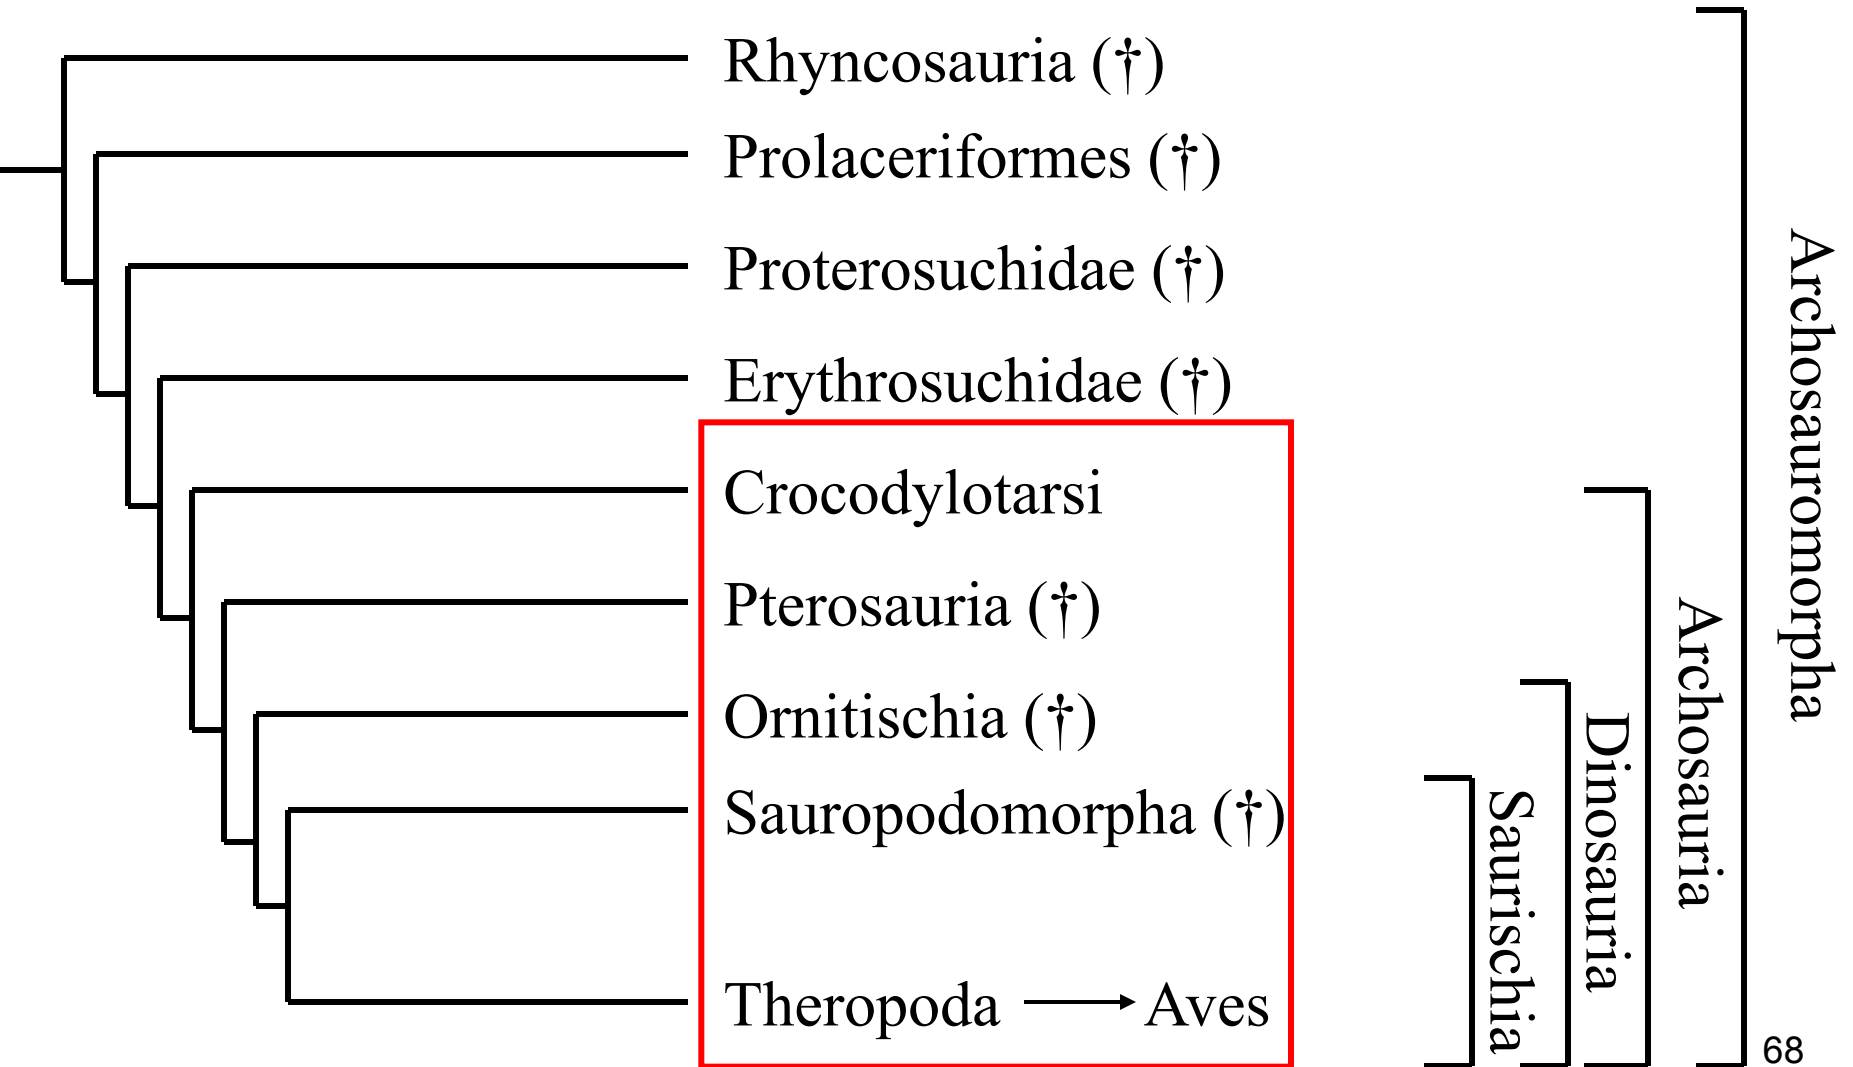 Rhyncosauria (†)
Prolaceriformes (†)
Proterosuchidae (†)
Erythrosuchidae (†)
Crocodylotarsi
Pterosauria (†)
Ornitischia (†)
Sauropodomorpha (†)
Theropoda → Aves
Saurischia
Dinosauria
Archosauria
Archosauromorpha
68